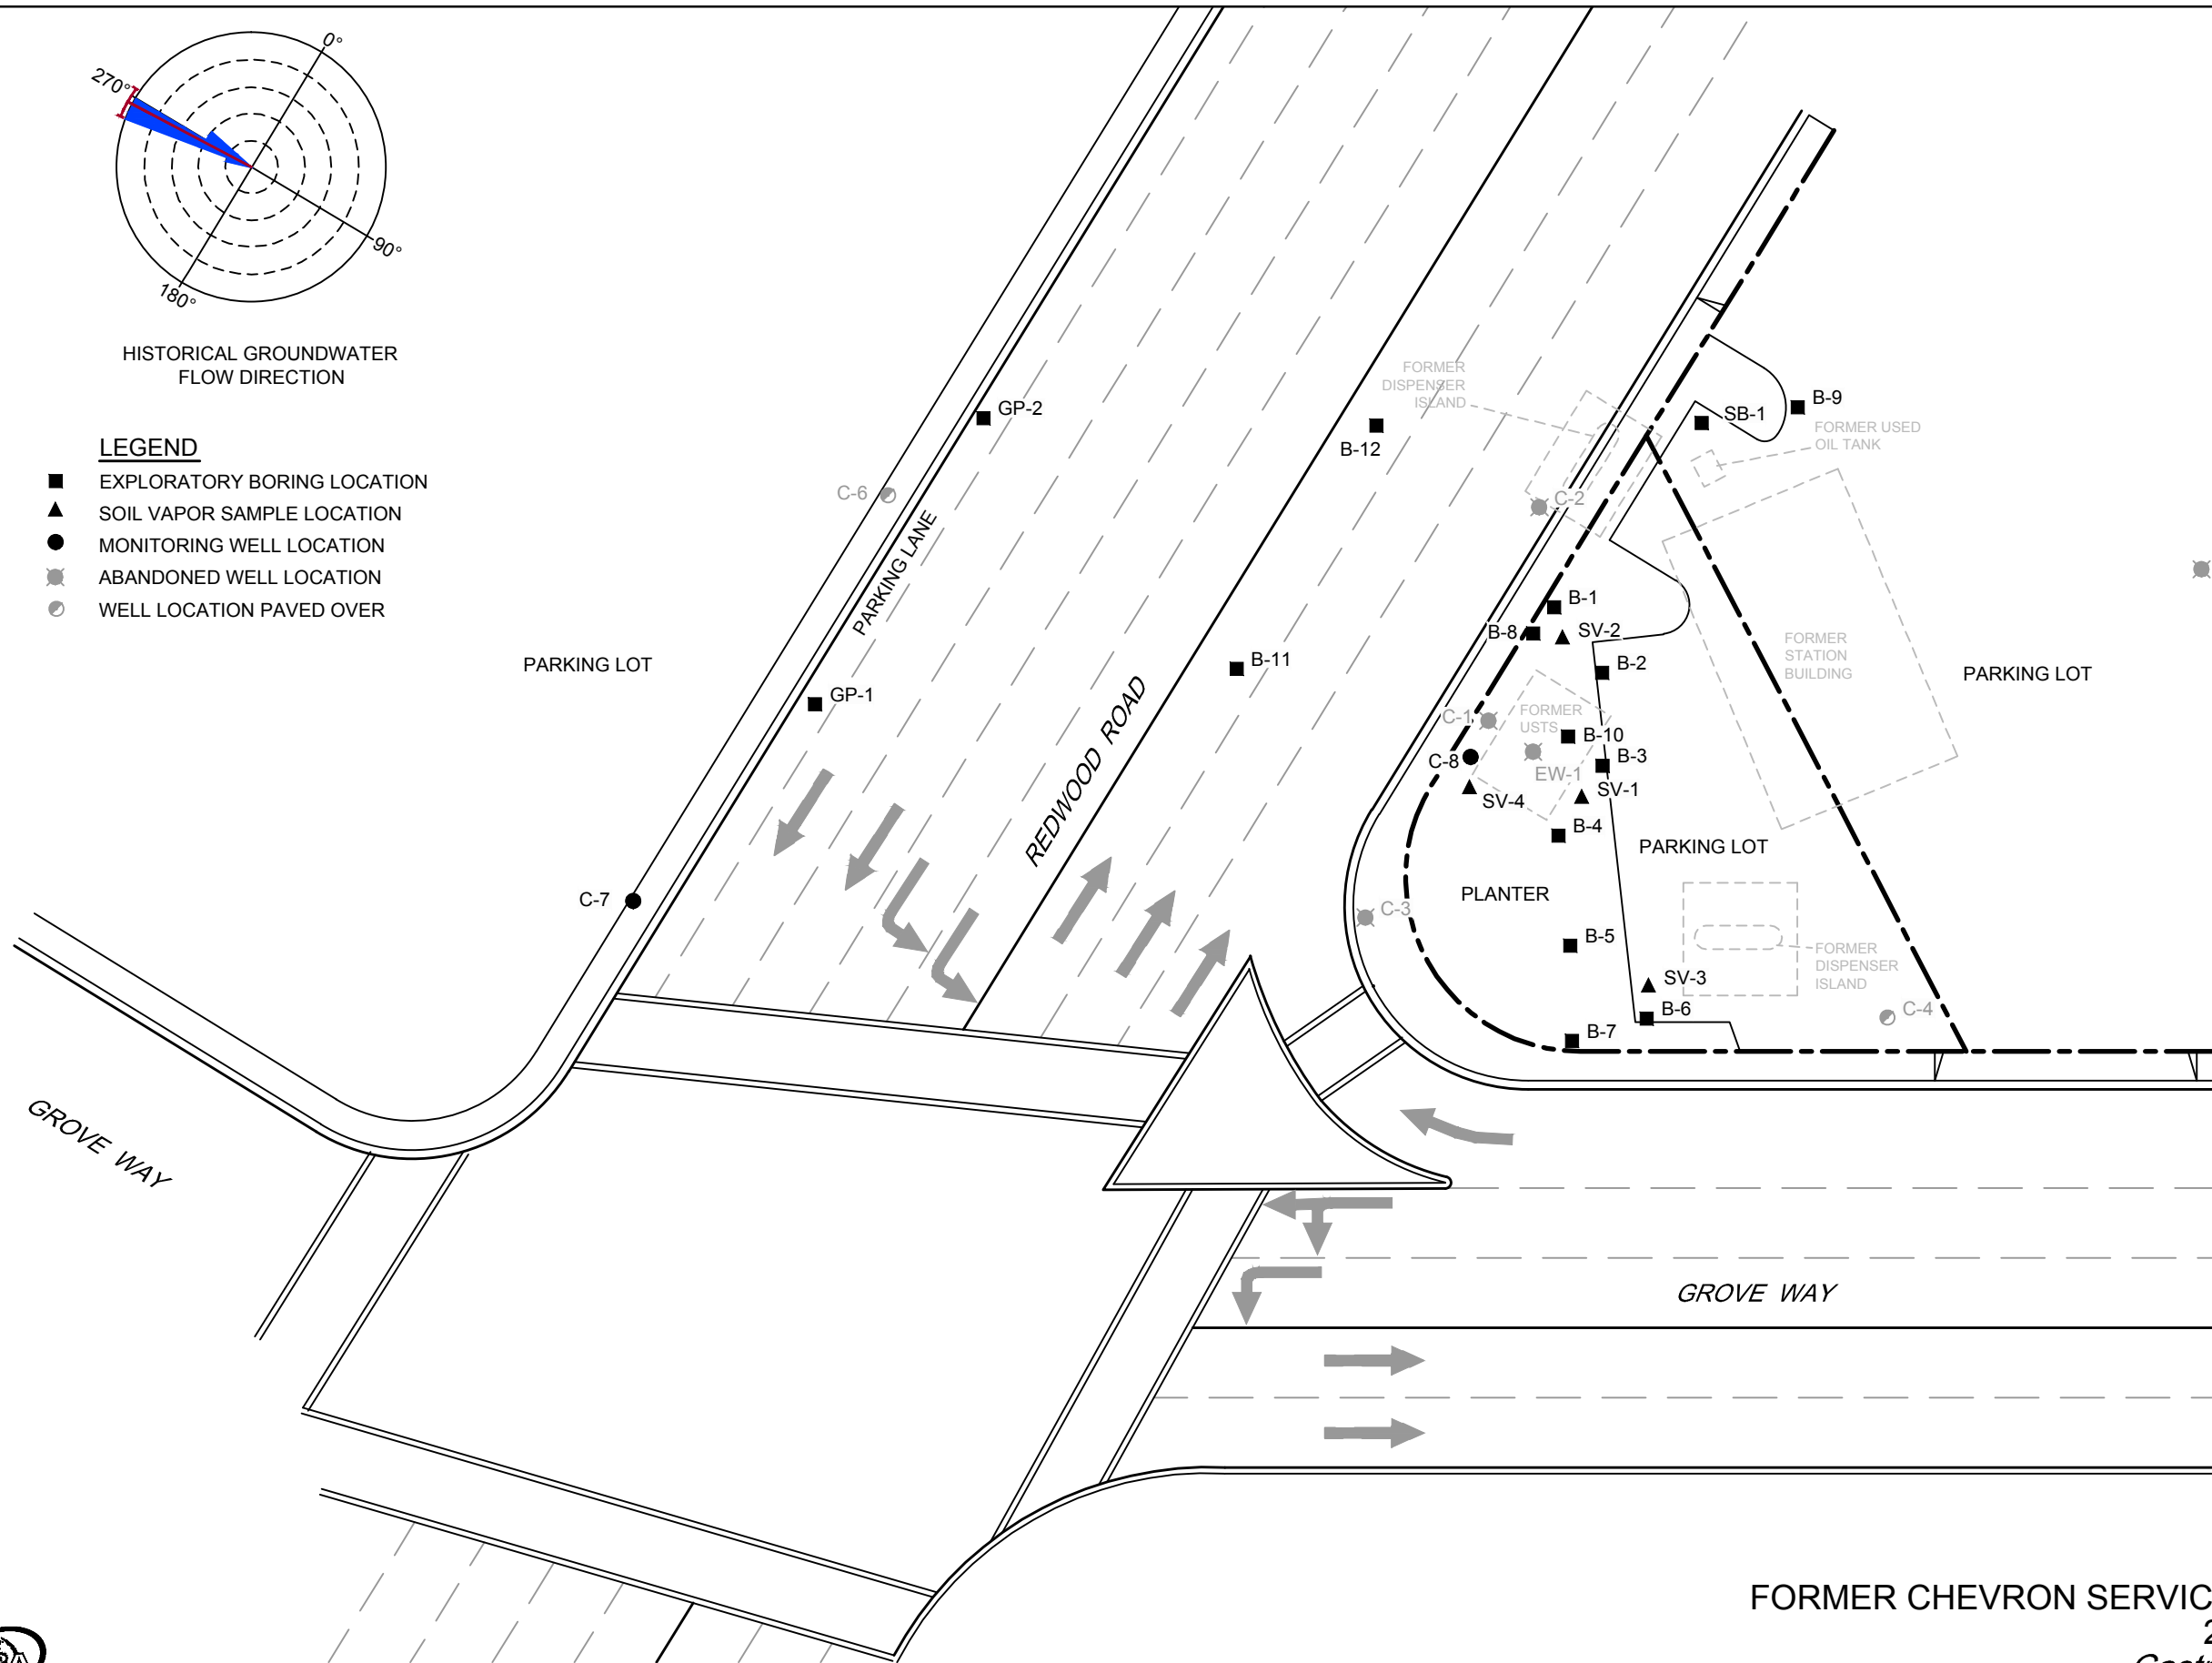 0°
270°
90°
180°
HISTORICAL GROUNDWATER
FLOW DIRECTION
LEGEND
EXPLORATORY BORING LOCATION
SOIL VAPOR SAMPLE LOCATION
MONITORING WELL LOCATION
ABANDONED WELL LOCATION
WELL LOCATION PAVED OVER
PARKING LOT
GP-2
C-6
PARKING LANE
GP-1
C-7
REDWOOD ROAD
B-12
B-11
FORMER
DISPENSER
ISLAND
C-2
SB-1
B-9
FORMER USED
OIL TANK
B-1
B-8
SV-2
B-2
FORMER
STATION
BUILDING
PARKING LOT
C-1
FORMER
USTS
B-10
C-8
EW-1
B-3
SV-1
SV-4
B-4
PARKING LOT
PLANTER
C-3
B-5
FORMER
DISPENSER
ISLAND
SV-3
B-6
C-4
B-7
GROVE WAY
GROVE WAY
FORMER CHEVRON SERVIC
2